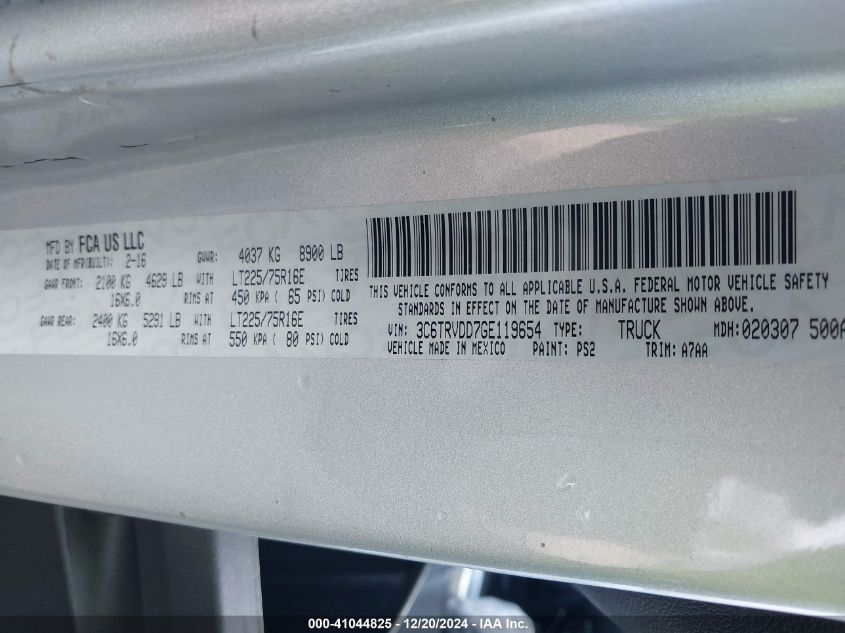 MFD BY FCA US LLC
DATE OF MFR(BUILT): 2-16 GVWR: 4037 KG 8900 LB
GAWR FRONT: 2100 KG 4629 LB WITH LT225/75R16E TIRES
16X6.0 RIMS AT 450 KPA ( 65 PSI) COLD
GAWR REAR: 2400 KG 5291 LB WITH LT225/75R16E TIRES
16X6.0 RIMS AT 550 KPA ( 80 PSI) COLD
THIS VEHICLE CONFORMS TO ALL APPLICABLE U.S.A. FEDERAL MOTOR VEHICLE SAFETY
STANDARDS IN EFFECT ON THE DATE OF MANUFACTURE SHOWN ABOVE.
VIN: 3C6TRVDD7GE119654 TYPE: TRUCK MDH: 020307 500A
VEHICLE MADE IN MEXICO PAINT: PS2 TRIM: A7AA
000-41044825 - 12/20/2024 - IAA Inc.